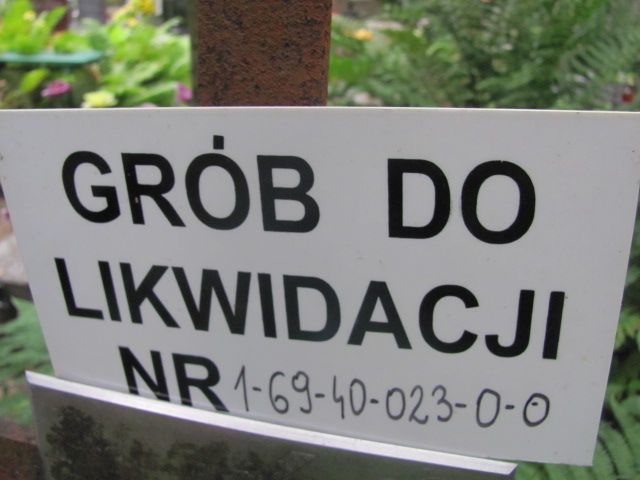 GRÓB DO
LIKWIDACJI
NR 1-69-40-023-0-0